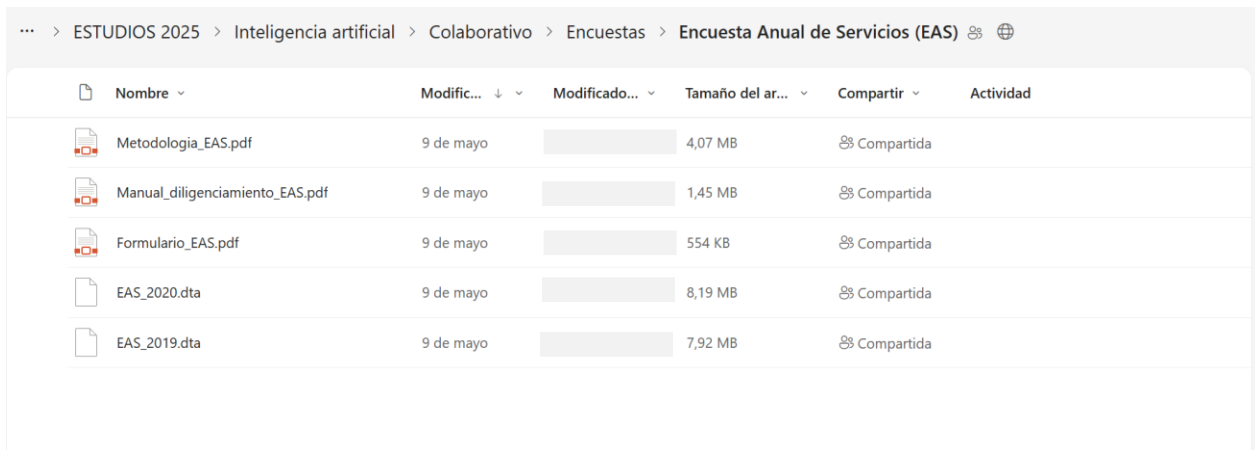 ... > ESTUDIOS 2025 > Inteligencia artificial > Colaborativo > Encuestas > Encuesta Anual de Servicios (EAS)
Nombre Modific... ↓ Modificado... Tamaño del ar... Compartir Actividad
Metodologia_EAS.pdf 9 de mayo 4,07 MB Compartida
Manual_diligenciamiento_EAS.pdf 9 de mayo 1,45 MB Compartida
Formulario_EAS.pdf 9 de mayo 554 KB Compartida
EAS_2020.dta 9 de mayo 8,19 MB Compartida
EAS_2019.dta 9 de mayo 7,92 MB Compartida